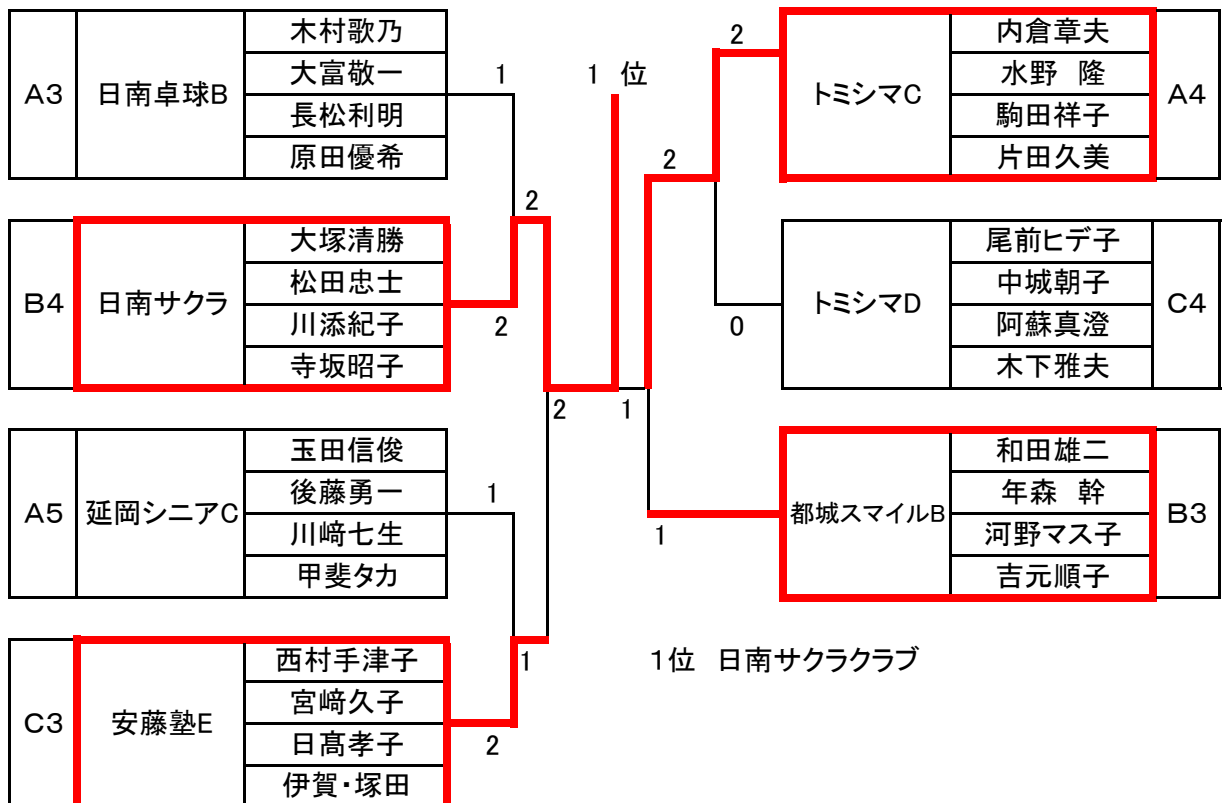 A3 日南卓球B
木村歌乃
大富敬一
長松利明
原田優希
1
B4 日南サクラ
大塚清勝
松田忠士
川添紀子
寺坂昭子
2
2
A5 延岡シニアC
玉田信俊
後藤勇一
川﨑七生
甲斐タカ
1
C3 安藤塾E
西村手津子
宮﨑久子
日髙孝子
伊賀・塚田
2
1
1 位
2 1
2
トミシマC A4
内倉章夫
水野 隆
駒田祥子
片田久美
2
トミシマD C4
尾前ヒデ子
中城朝子
阿蘇真澄
木下雅夫
0
都城スマイルB B3
和田雄二
年森 幹
河野マス子
吉元順子
1
1位 日南サクラクラブ